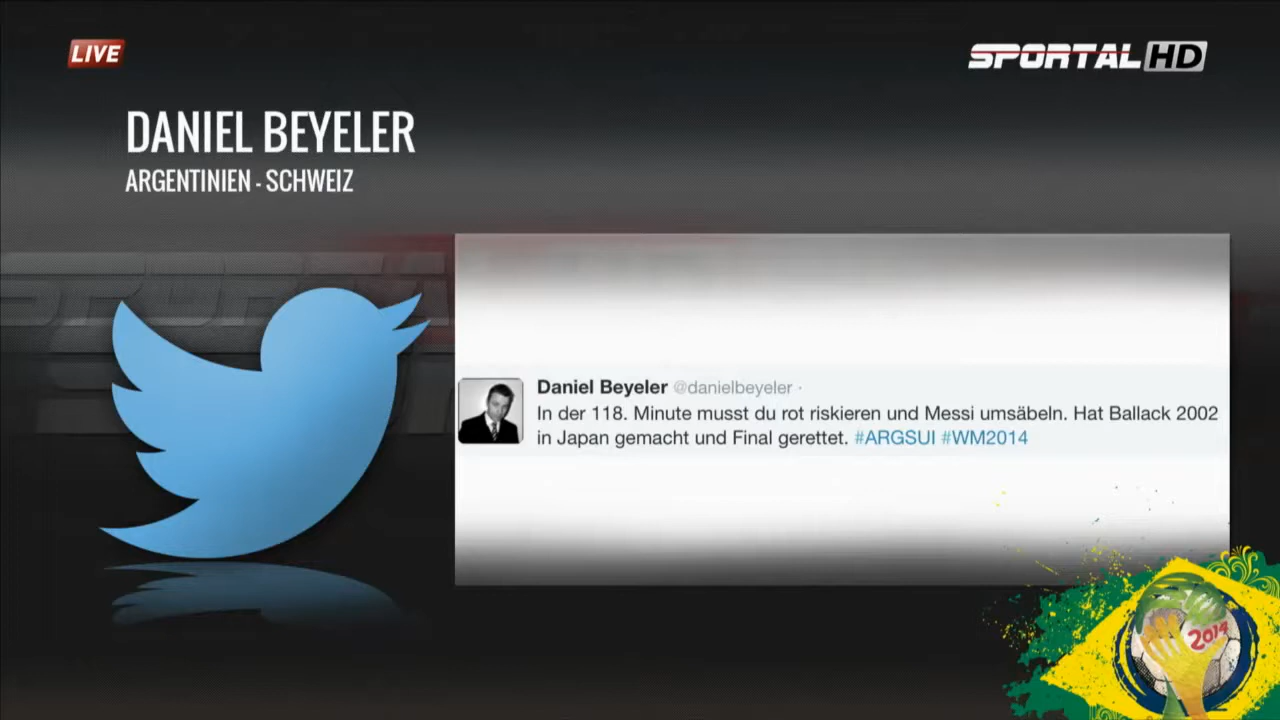 LIVE
SPORTAL HD
DANIEL BEYELER
ARGENTINIEN - SCHWEIZ
Daniel Beyeler @danielbeyeler ·
In der 118. Minute musst du rot riskieren und Messi umsäbeln. Hat Ballack 2002
in Japan gemacht und Final gerettet. #ARGSUI #WM2014
2014